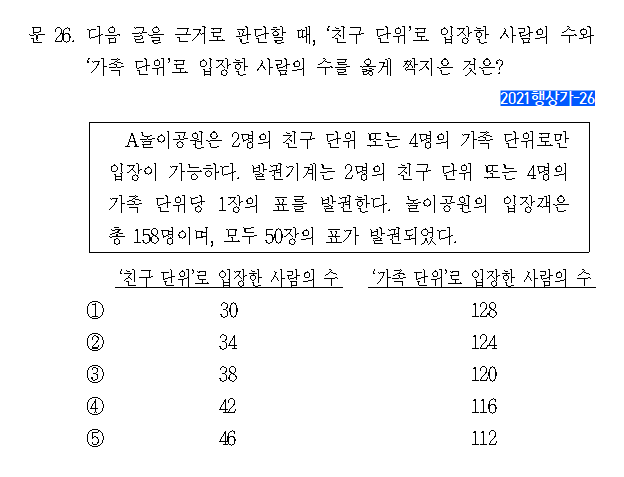 문 26. 다음 글을 근거로 판단할 때, ‘친구 단위’로 입장한 사람의 수와
‘가족 단위’로 입장한 사람의 수를 옳게 짝지은 것은?
2021행상가-26
A놀이공원은 2명의 친구 단위 또는 4명의 가족 단위로만
입장이 가능하다. 발권기계는 2명의 친구 단위 또는 4명의
가족 단위당 1장의 표를 발권한다. 놀이공원의 입장객은
총 158명이며, 모두 50장의 표가 발권되었다.
‘친구 단위’로 입장한 사람의 수 ‘가족 단위’로 입장한 사람의 수
① 30 128
② 34 124
③ 38 120
④ 42 116
⑤ 46 112